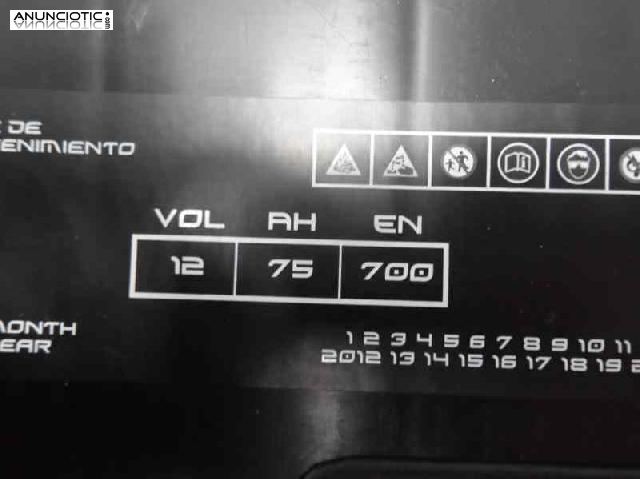 ANUNCIOTIC
DE
ENIMIENTO
VOL AH EN
12 75 700
MONTH
EAR
1 2 3 4 5 6 7 8 9 10 11
2012 13 14 15 16 17 18 19 2